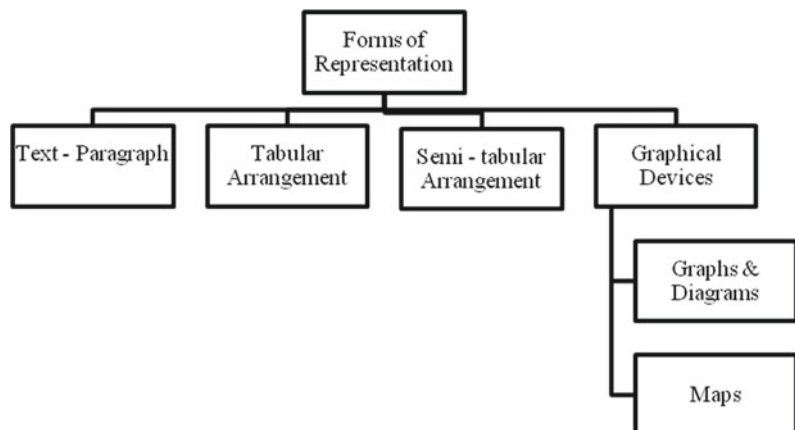 Forms of
Representation
Text - Paragraph
Tabular
Arrangement
Semi - tabular
Arrangement
Graphical
Devices
Graphs &
Diagrams
Maps